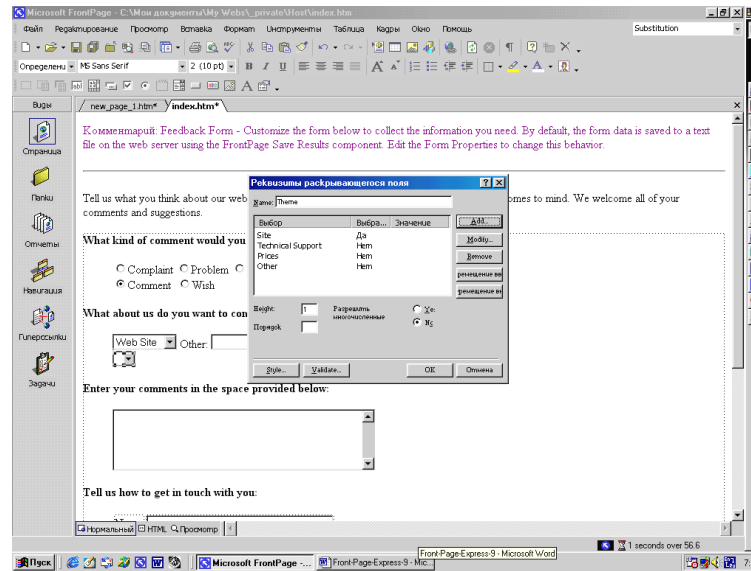 Microsoft FrontPage - C:\Мои документы\My Webs\_private\Host\index.htm
Файл Редактирование Просмотр Вставка Формат Инструменты Таблица Кадры Окно Помощь
Substitution
Определены MS Sans Serif 2 (10 pt)
Виды
Страница
Папки
Отчеты
Навигация
Гиперссылки
Задачи
new_page_1.htm* index.htm*
Комментарий: Feedback Form - Customize the form below to collect the information you need. By default, the form data is saved to a text
file on the web server using the FrontPage Save Results component. Edit the Form Properties to change this behavior.
Tell us what you think about our web
omes to mind. We welcome all of your
comments and suggestions.
What kind of comment would you
Complaint Problem
Comment Wish
What about us do you want to com
Web Site Other:
Enter your comments in the space provided below:
Tell us how to get in touch with you:
Реквизиты раскрывающегося поля
Name: Theme
Выбор Выбра... Значение
Site Да
Technical Support Нет
Prices Нет
Other Нет
Add...
Modify...
Remove
ремещение вв
ремещение вн
Height: 1
Разрешить
многочисленные
Yes
No
Порядок
Style... Validate... OK Отмена
Нормальный HTML Просмотр
1 seconds over 56.6
Front-Page-Express-9 - Microsoft Word
Пуск
Microsoft FrontPage -...
Front-Page-Express-9 - Mic...
7: